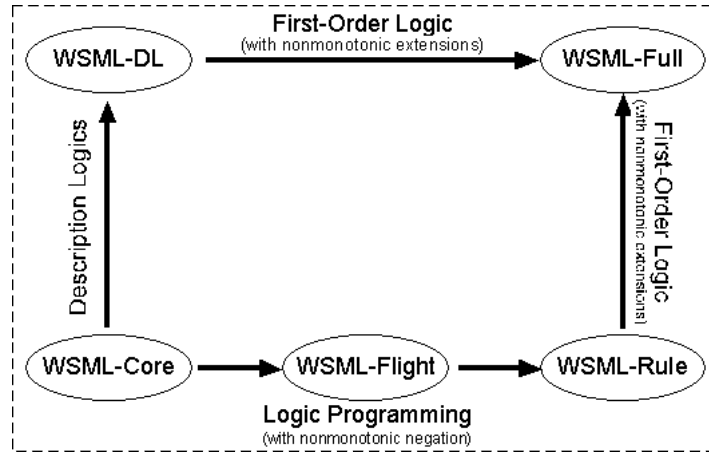 First-Order Logic
(with nonmonotonic extensions)
WSML-DL
WSML-Full
Description Logics
First-Order Logic
(with nonmonotonic extensions)
WSML-Core
WSML-Flight
WSML-Rule
Logic Programming
(with nonmonotonic negation)